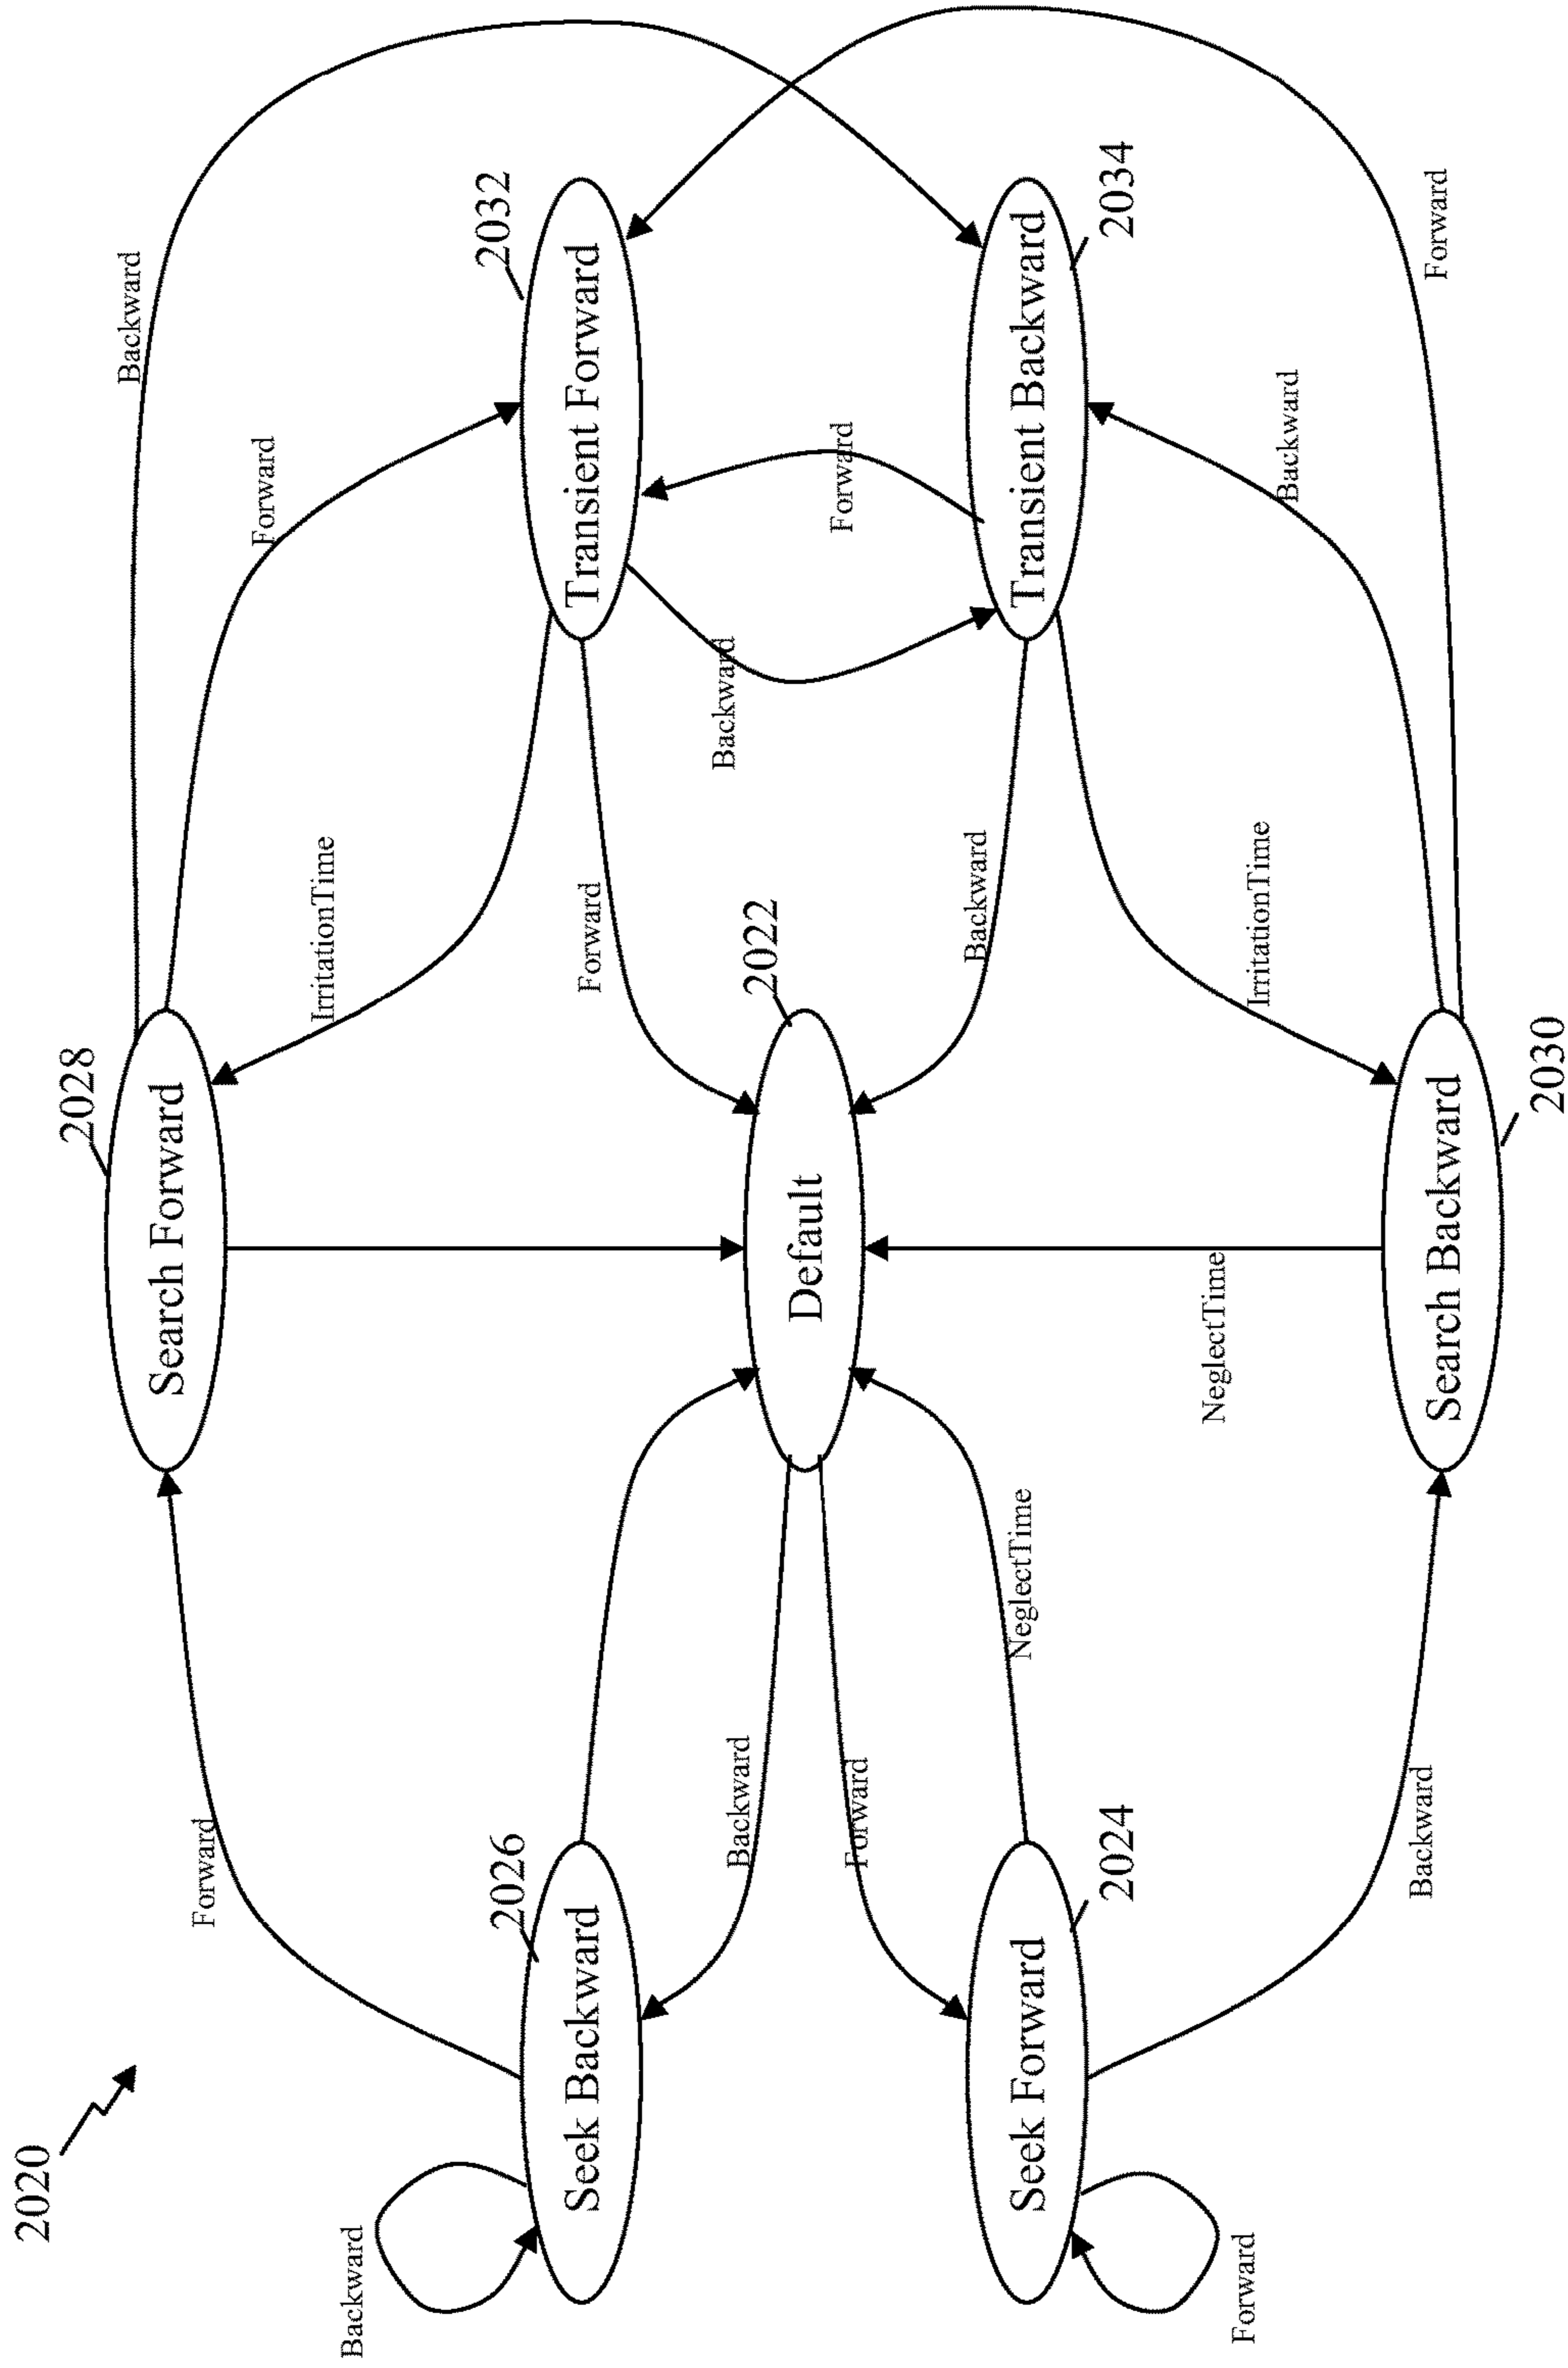 2020
Backward
Seek Backward
2026
Forward
Search Forward
2028
Backward
Forward
IrritationTime
Transient Forward
2032
Forward
Backward
Forward
Backward
Default
2022
Forward
NeglectTime
Backward
Transient Backward
2034
Seek Forward
2024
Forward
NeglectTime
IrritationTime
Backward
Backward
Search Backward
2030
Forward